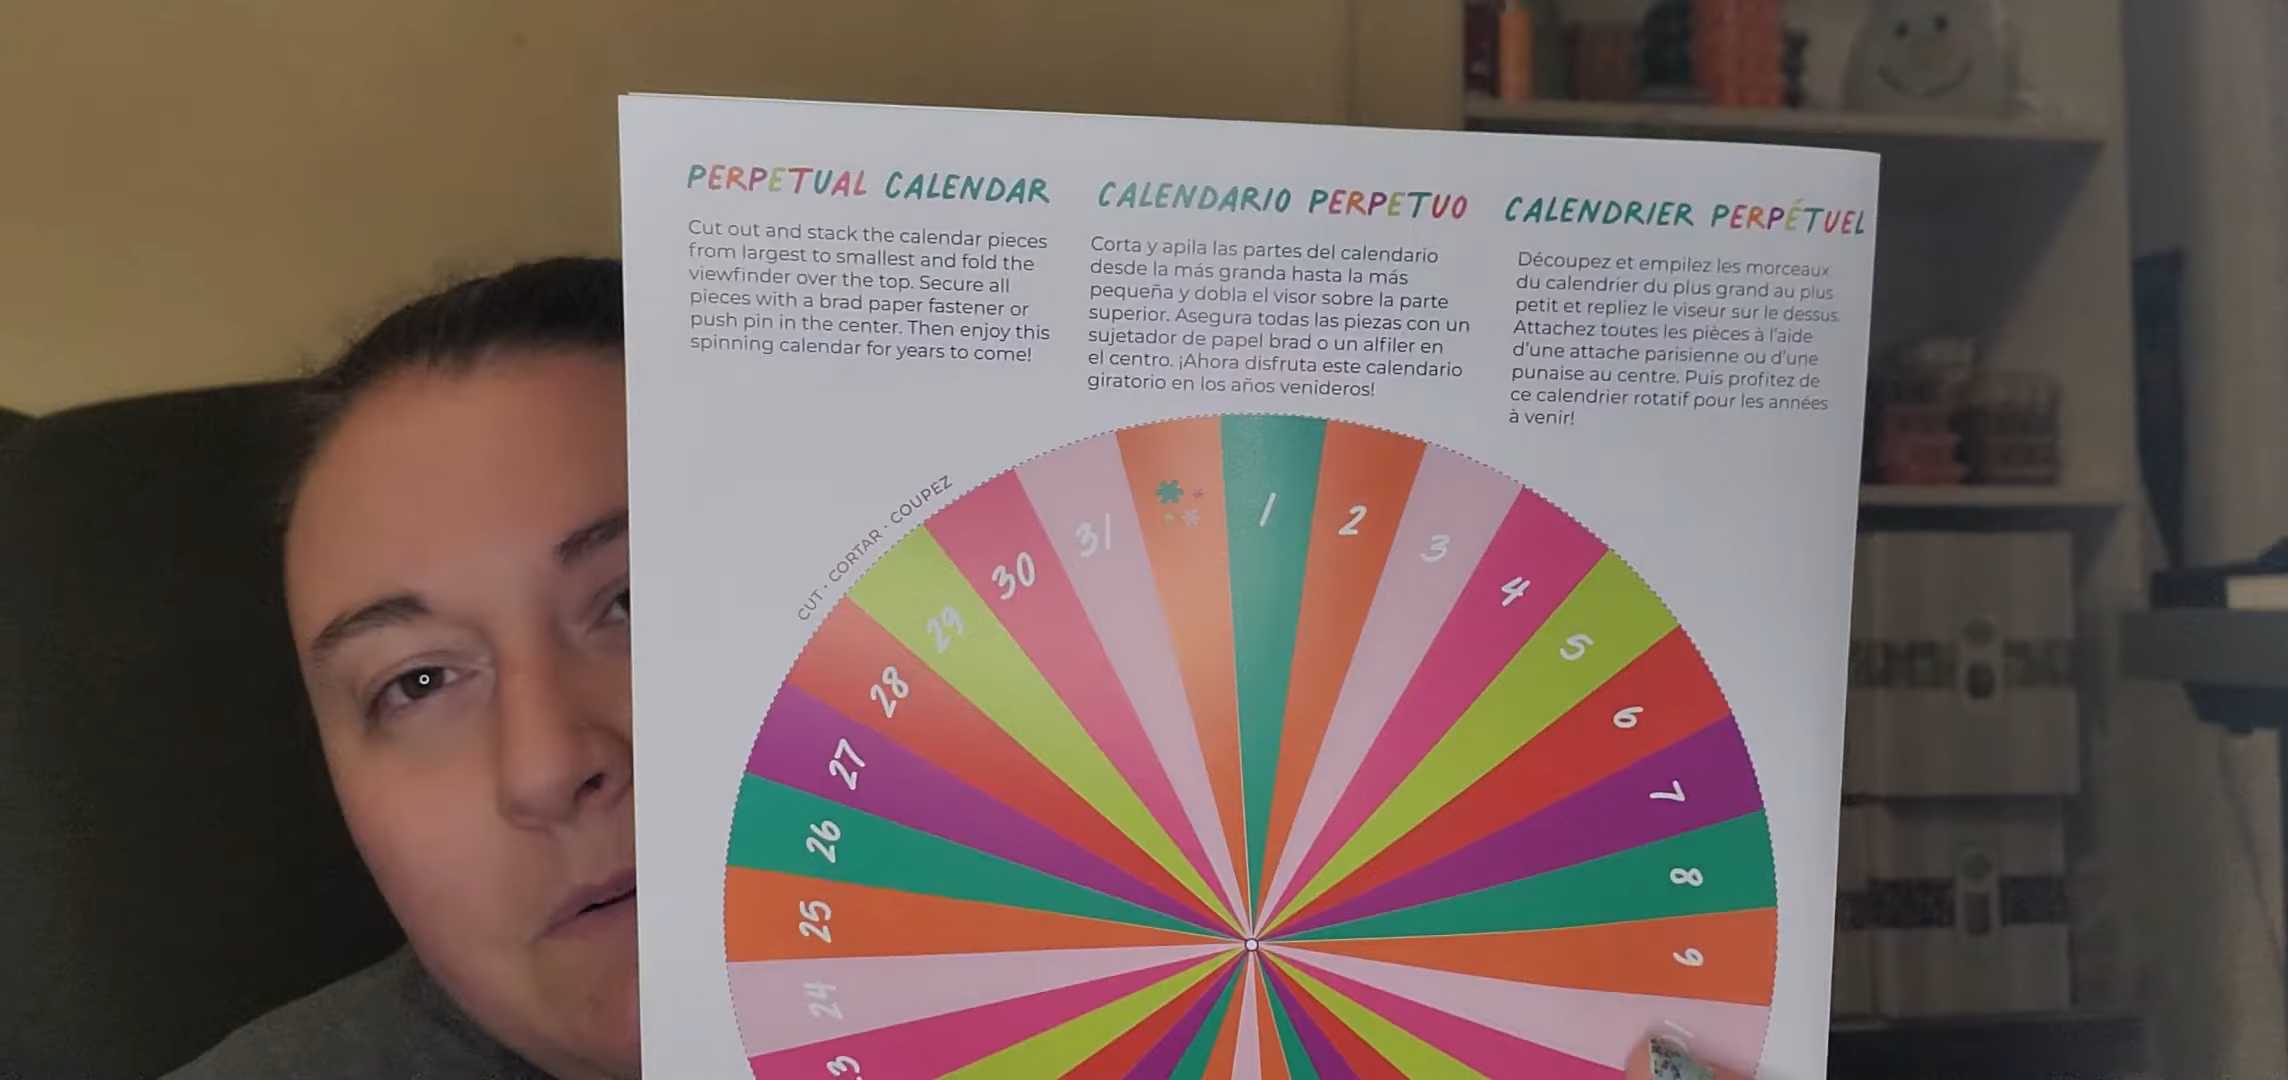 PERPETUAL CALENDAR
Cut out and stack the calendar pieces
from largest to smallest and fold the
viewfinder over the top. Secure all
pieces with a brad paper fastener or
push pin in the center. Then enjoy this
spinning calendar for years to come!
CALENDARIO PERPETUO
Corta y apila las partes del calendario
desde la más granda hasta la más
pequeña y dobla el visor sobre la parte
superior. Asegura todas las piezas con un
sujetador de papel brad o un alfiler en
el centro. ¡Ahora disfruta este calendario
giratorio en los años venideros!
CALENDRIER PERPÉTUEL
Découpez et empilez les morceaux
du calendrier du plus grand au plus
petit et repliez le viseur sur le dessus.
Attachez toutes les pièces à l'aide
d'une attache parisienne ou d'une
punaise au centre. Puis profitez de
ce calendrier rotatif pour les années
à venir!
CUT · CORTAR · COUPEZ
1
2
3
4
5
6
7
8
9
24
25
26
27
28
29
30
31